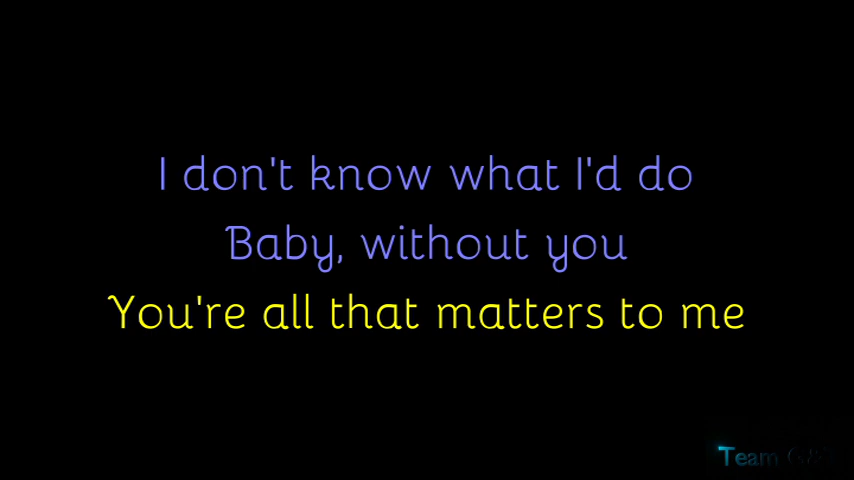 I don't know what I'd do
Baby, without you
You're all that matters to me
Team